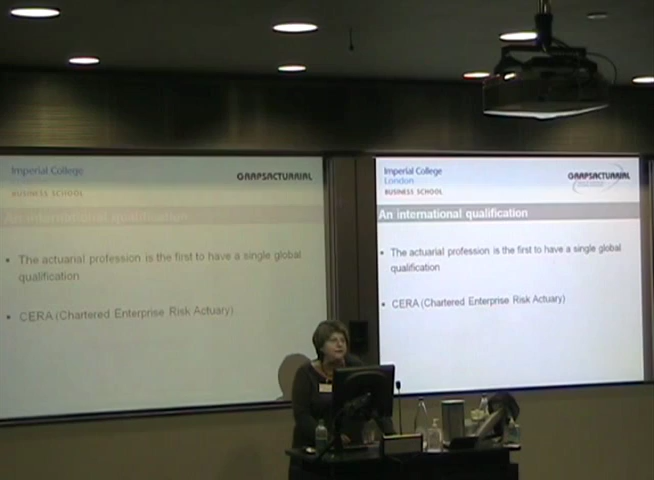 Imperial College
BUSINESS SCHOOL
GAAPSACTUARIAL
An international qualification
• The actuarial profession is the first to have a single global
qualification
• CERA (Chartered Enterprise Risk Actuary)
Imperial College
London
BUSINESS SCHOOL
GAAPSACTUARIAL
An international qualification
• The actuarial profession is the first to have a single global
qualification
• CERA (Chartered Enterprise Risk Actuary)